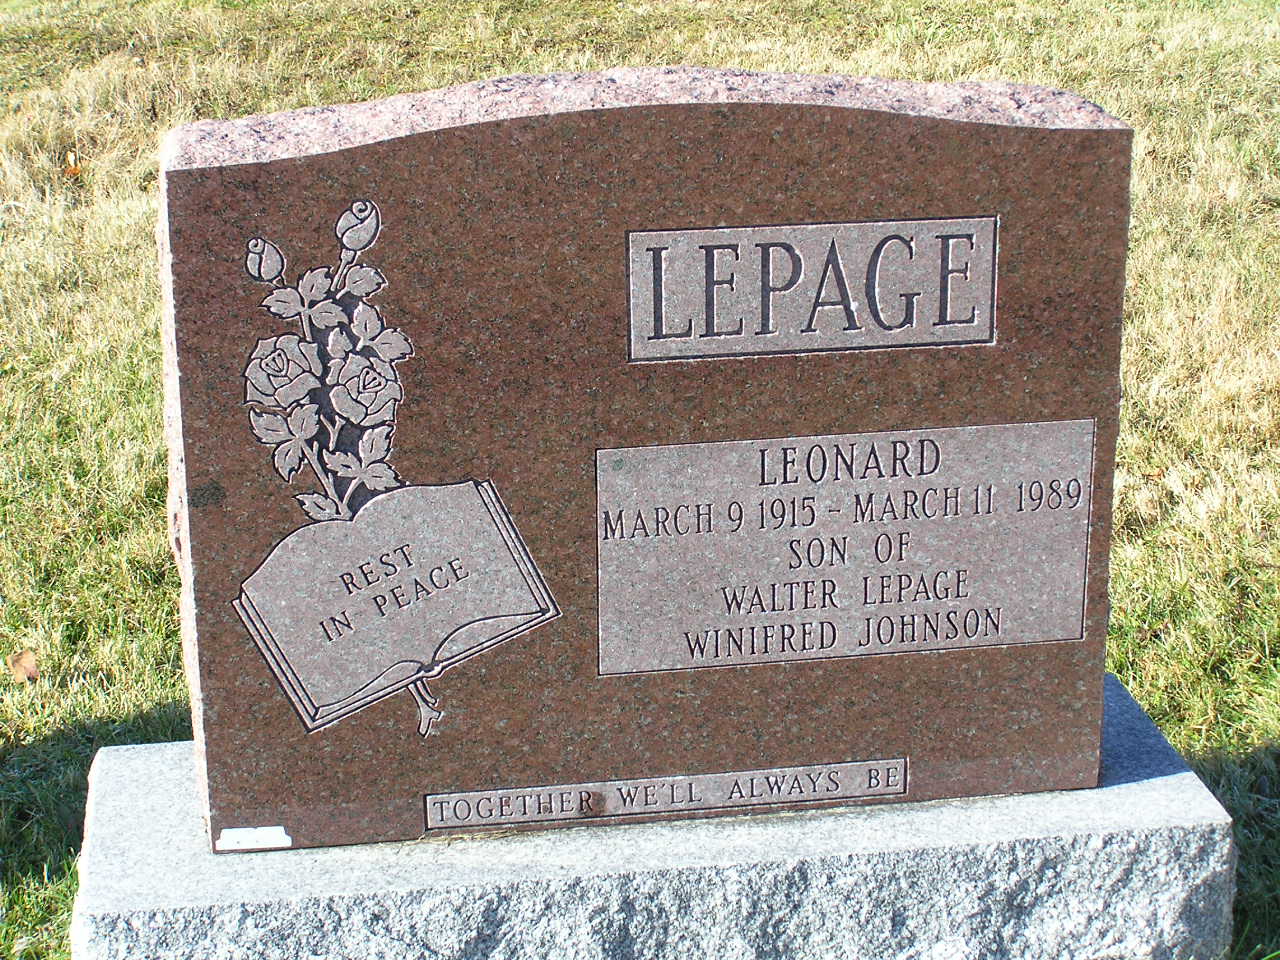 LEPAGE
LEONARD
MARCH 9 1915 - MARCH 11 1989
SON OF
WALTER LEPAGE
WINIFRED JOHNSON
REST
IN PEACE
TOGETHER WE'LL ALWAYS BE